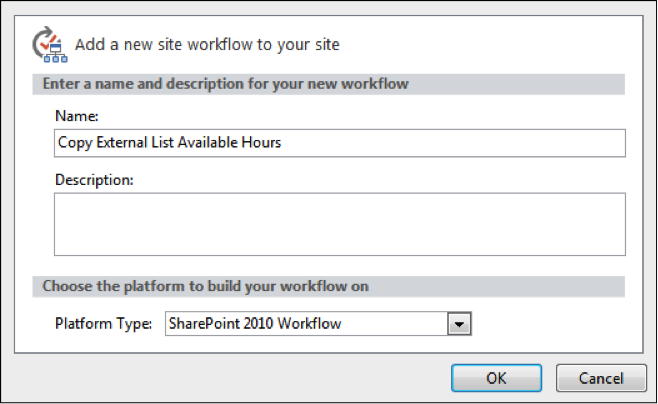 Add a new site workflow to your site
Enter a name and description for your new workflow
Name:
Copy External List Available Hours
Description:
Choose the platform to build your workflow on
Platform Type: SharePoint 2010 Workflow
OK Cancel